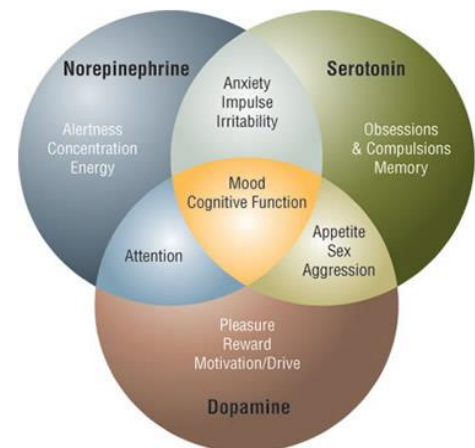 Norepinephrine
Serotonin
Anxiety
Impulse
Irritability
Alertness
Concentration
Energy
Obsessions
& Compulsions
Memory
Mood
Cognitive Function
Attention
Appetite
Sex
Aggression
Pleasure
Reward
Motivation/Drive
Dopamine